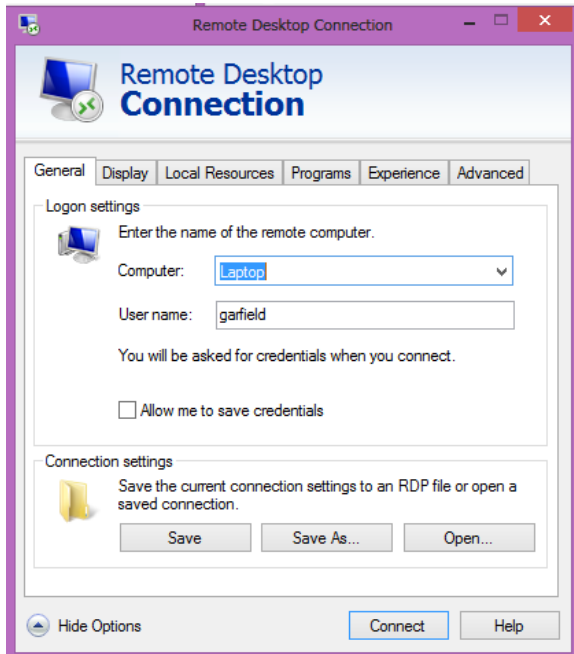 Remote Desktop Connection
Remote Desktop
Connection
General Display Local Resources Programs Experience Advanced
Logon settings
Enter the name of the remote computer.
Computer: Laptop
User name: garfield
You will be asked for credentials when you connect.
Allow me to save credentials
Connection settings
Save the current connection settings to an RDP file or open a
saved connection.
Save Save As... Open...
Hide Options Connect Help